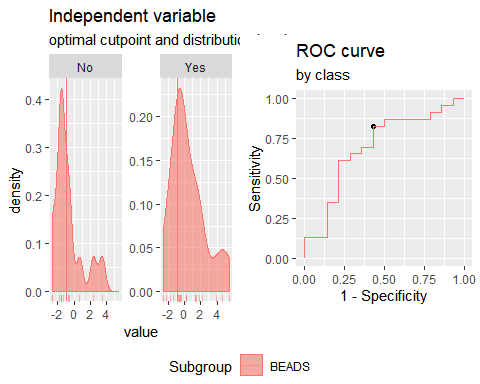 Independent variable
optimal cutpoint and distributio
No
Yes
density
0.4
0.3
0.2
0.1
0.0
0.20
0.15
0.10
0.05
0.00
-2 0 2 4
-2 0 2 4
value
ROC curve
by class
Sensitivity
1.00
0.75
0.50
0.25
0.00
0.00 0.25 0.50 0.75 1.00
1 - Specificity
Subgroup BEADS